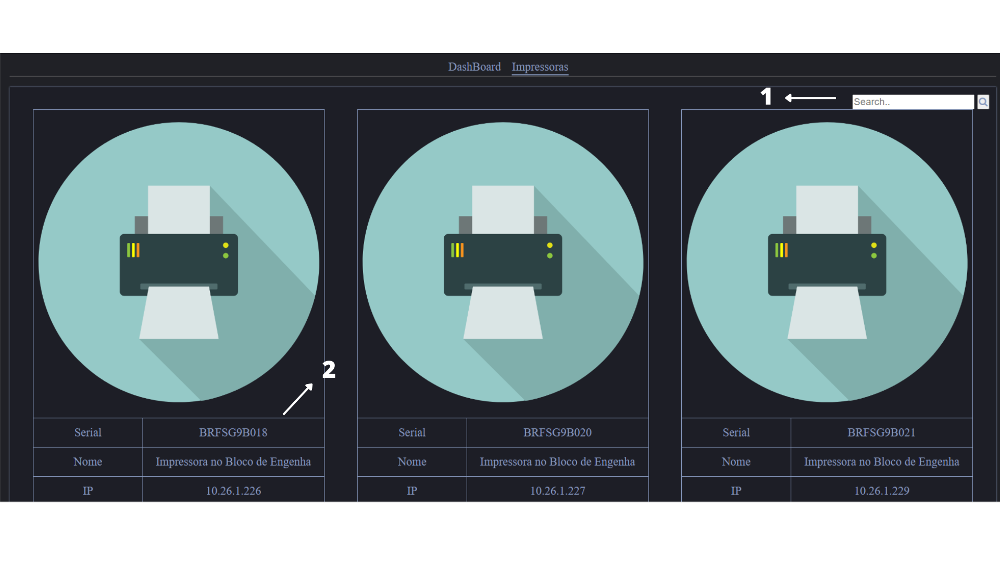 DashBoard Impressoras
1 Search..
2
Serial BRFSG9B018 Serial BRFSG9B020 Serial BRFSG9B021
Nome Impressora no Bloco de Engenha Nome Impressora no Bloco de Engenha Nome Impressora no Bloco de Engenha
IP 10.26.1.226 IP 10.26.1.227 IP 10.26.1.229